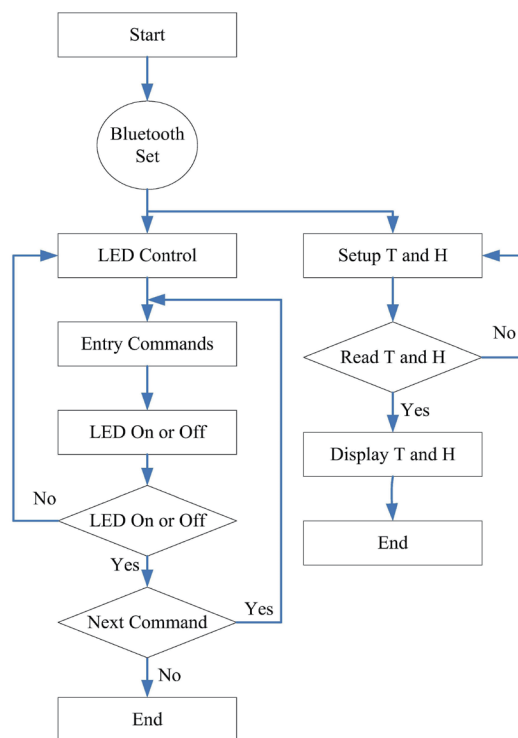 Start
Bluetooth
Set
LED Control
Entry Commands
LED On or Off
LED On or Off
No
Yes
Next Command
Yes
No
End
Setup T and H
Read T and H
No
Yes
Display T and H
End